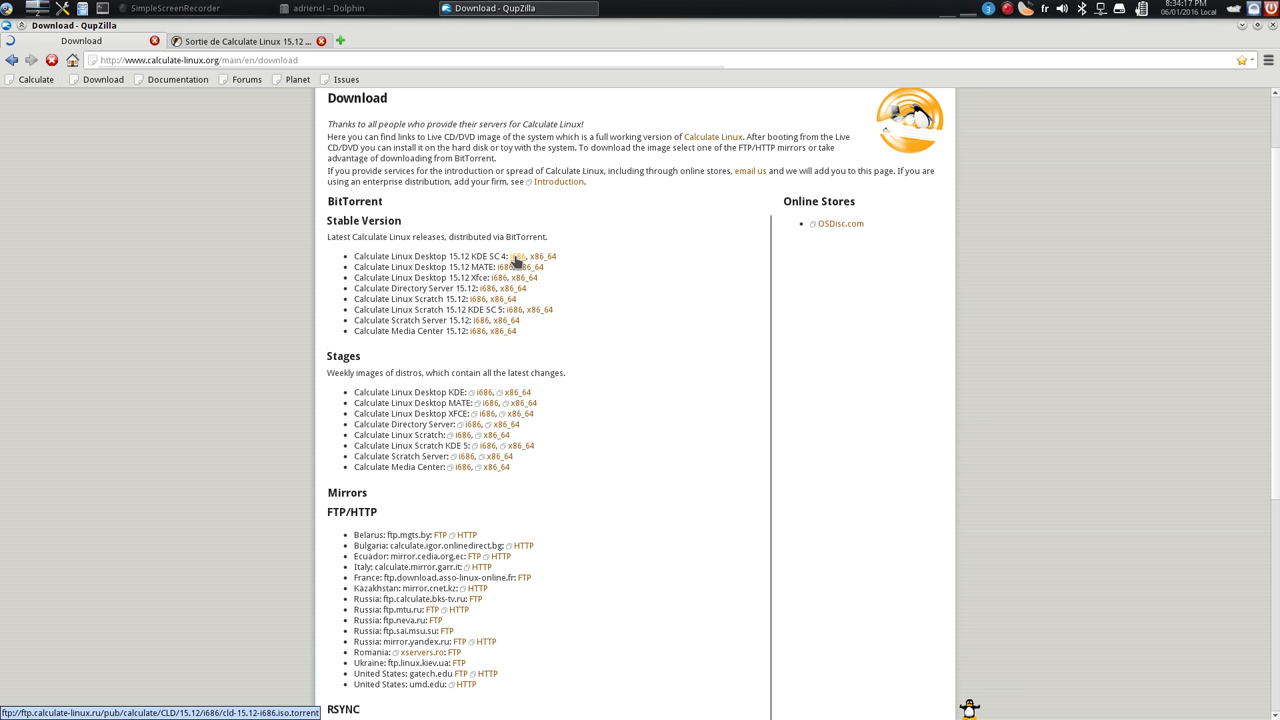 SimpleScreenRecorder
adriencl – Dolphin
Download - QupZilla
3
fr
8:34:17 PM
06/01/2016 Local
Download - QupZilla
Download
Sortie de Calculate Linux 15.12 ...
http://www.calculate-linux.org/main/en/download
Calculate
Download
Documentation
Forums
Planet
Issues
Download
Thanks to all people who provide their servers for Calculate Linux!
Here you can find links to Live CD/DVD image of the system which is a full working version of Calculate Linux. After booting from the Live
CD/DVD you can install it on the hard disk or toy with the system. To download the image select one of the FTP/HTTP mirrors or take
advantage of downloading from BitTorrent.
If you provide services for the introduction or spread of Calculate Linux, including through online stores, email us and we will add you to this page. If you are
using an enterprise distribution, add your firm, see Introduction.
BitTorrent
Stable Version
Latest Calculate Linux releases, distributed via BitTorrent.
Calculate Linux Desktop 15.12 KDE SC 4: i686, x86_64
Calculate Linux Desktop 15.12 MATE: i686, x86_64
Calculate Linux Desktop 15.12 Xfce: i686, x86_64
Calculate Directory Server 15.12: i686, x86_64
Calculate Linux Scratch 15.12: i686, x86_64
Calculate Linux Scratch 15.12 KDE SC 5: i686, x86_64
Calculate Scratch Server 15.12: i686, x86_64
Calculate Media Center 15.12: i686, x86_64
Stages
Weekly images of distros, which contain all the latest changes.
Calculate Linux Desktop KDE: i686, x86_64
Calculate Linux Desktop MATE: i686, x86_64
Calculate Linux Desktop XFCE: i686, x86_64
Calculate Directory Server: i686, x86_64
Calculate Linux Scratch: i686, x86_64
Calculate Linux Scratch KDE 5: i686, x86_64
Calculate Scratch Server: i686, x86_64
Calculate Media Center: i686, x86_64
Mirrors
FTP/HTTP
Belarus: ftp.mgts.by: FTP HTTP
Bulgaria: calculate.igor.onlinedirect.bg: HTTP
Ecuador: mirror.cedia.org.ec: FTP HTTP
Italy: calculate.mirror.garr.it: HTTP
France: ftp.download.asso-linux-online.fr: FTP
Kazakhstan: mirror.cnet.kz: HTTP
Russia: ftp.calculate.bks-tv.ru: FTP
Russia: ftp.mtu.ru: FTP HTTP
Russia: ftp.neva.ru: FTP
Russia: ftp.sai.msu.su: FTP
Russia: mirror.yandex.ru: FTP HTTP
Romania: xservers.ro: FTP
Ukraine: ftp.linux.kiev.ua: FTP
United States: gatech.edu FTP HTTP
United States: umd.edu: HTTP
RSYNC
Online Stores
OSDisc.com
ftp://ftp.calculate-linux.ru/pub/calculate/CLD/15.12/i686/cld-15.12-i686.iso.torrent